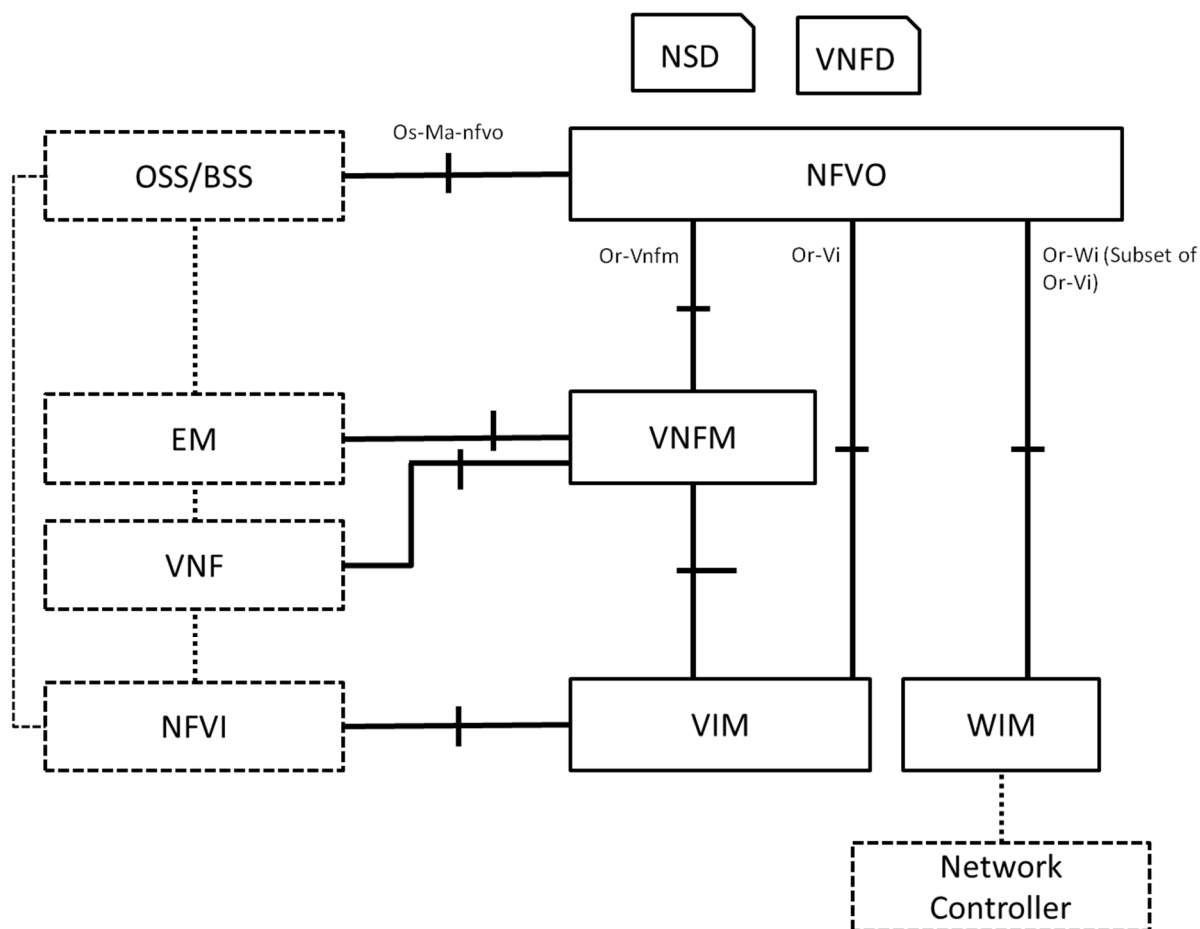 NSD
VNFD
Os-Ma-nfvo
OSS/BSS
NFVO
Or-Vnfm
Or-Vi
Or-Wi (Subset of
Or-Vi)
EM
VNFM
VNF
NFVI
VIM
WIM
Network
Controller